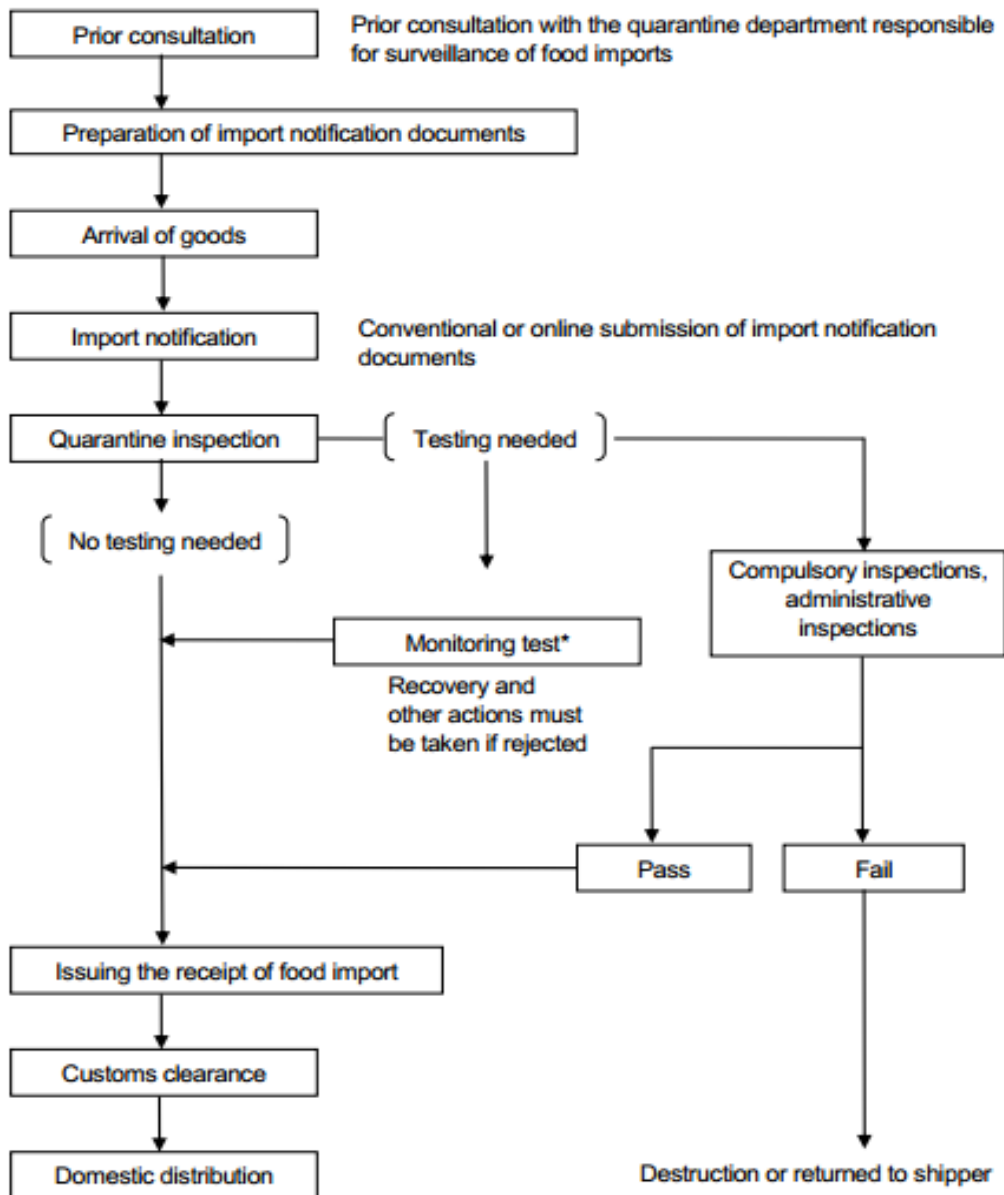 Prior consultation
Prior consultation with the quarantine department responsible
for surveillance of food imports
Preparation of import notification documents
Arrival of goods
Import notification
Conventional or online submission of import notification
documents
Quarantine inspection
Testing needed
No testing needed
Compulsory inspections,
administrative
inspections
Monitoring test*
Recovery and
other actions must
be taken if rejected
Pass
Fail
Issuing the receipt of food import
Customs clearance
Domestic distribution
Destruction or returned to shipper